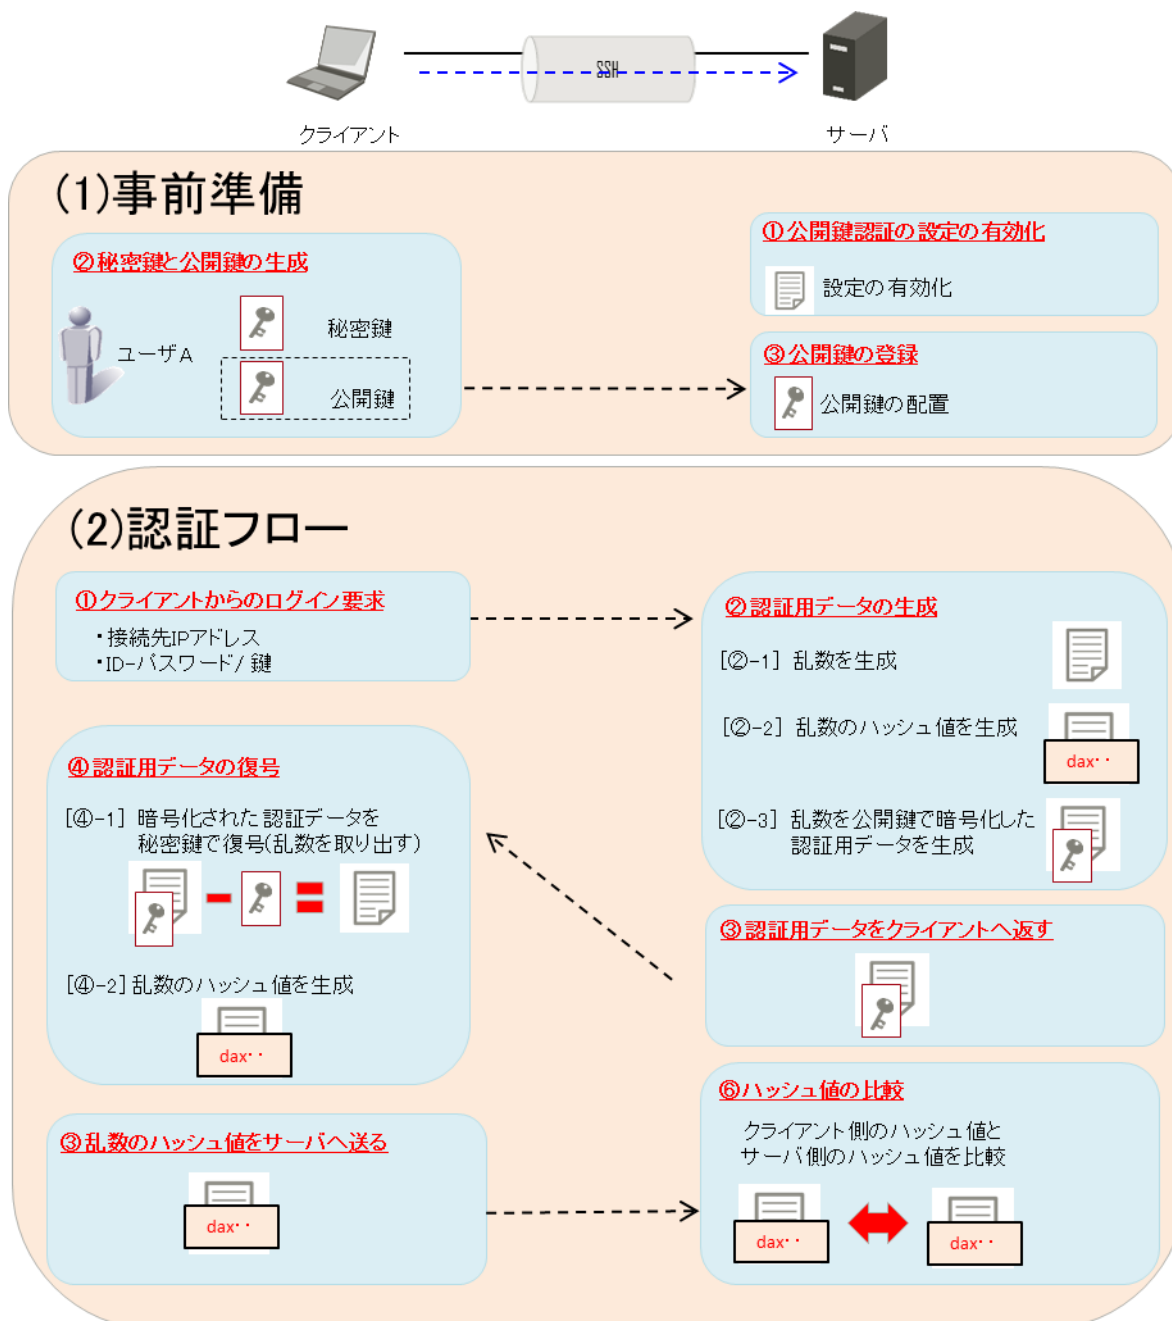 SSH
クライアント
サーバ
(1)事前準備
②秘密鍵と公開鍵の生成
ユーザA
秘密鍵
公開鍵
①公開鍵認証の設定の有効化
設定の有効化
③公開鍵の登録
公開鍵の配置
(2)認証フロー
①クライアントからのログイン要求
・接続先IPアドレス
・ID-パスワード/鍵
②認証用データの生成
[②-1] 乱数を生成
[②-2] 乱数のハッシュ値を生成
dax‥
[②-3] 乱数を公開鍵で暗号化した
認証用データを生成
③認証用データをクライアントへ返す
④認証用データの復号
[④-1] 暗号化された認証データを
秘密鍵で復号(乱数を取り出す)
[④-2]乱数のハッシュ値を生成
dax‥
③乱数のハッシュ値をサーバへ送る
dax‥
⑥ハッシュ値の比較
クライアント側のハッシュ値と
サーバ側のハッシュ値を比較
dax‥
dax‥